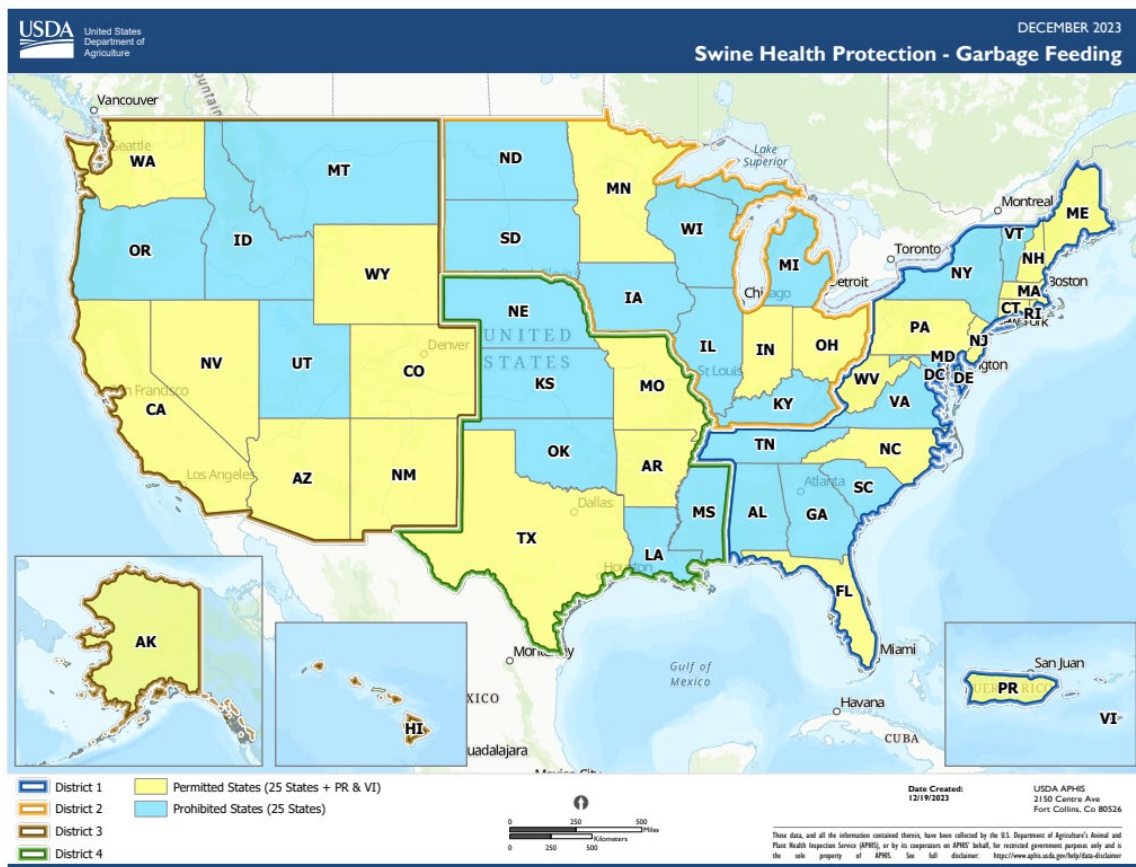 USDA
United States
Department of
Agriculture
DECEMBER 2023
Swine Health Protection - Garbage Feeding
Vancouver
Seattle
WA
MT
ND
MN
Lake
Superior
Montreal
ME
OR
ID
SD
WI
MI
Toronto
VT
NH
NY
WY
Detroit
MA
Boston
CT
RI
IA
Chicago
NE
UNITED
STATES
PA
NJ
NV
UT
Denver
CO
IL
IN
OH
MD
DC
DE
WV
VA
San Francisco
CA
KS
St Louis
MO
KY
Los Angeles
AZ
NM
OK
AR
TN
NC
SC
Atlanta
Dallas
MS
AL
GA
TX
LA
Houston
FL
AK
HI
Monterrey
Gulf of
Mexico
Miami
Havana
CUBA
San Juan
PR
PUERTO RICO
VI
District 1
District 2
District 3
District 4
Permitted States (25 States + PR & VI)
Prohibited States (25 States)
0 250 500
Miles
Kilometers
0 250 500
Date Created:
12/19/2023
USDA APHIS
2150 Centre Ave
Fort Collins, Co 80526
These data, and all the information contained therein, have been collected by the U.S. Department of Agriculture's Animal and
Plant Health Inspection Service (APHIS), or by its cooperators on APHIS' behalf, for restricted government purposes only and is
the sole property of APHIS. See full disclaimer: https://www.aphis.usda.gov/help/data-disclaimer